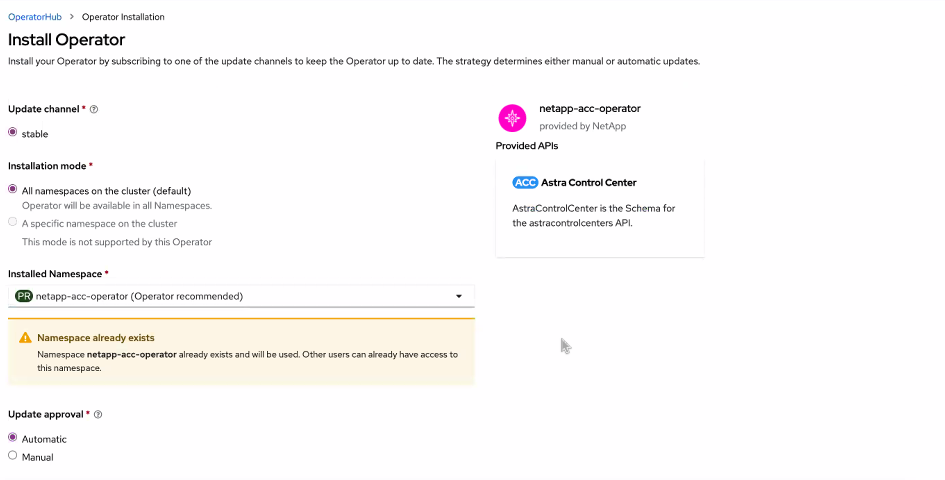 OperatorHub > Operator Installation
Install Operator
Install your Operator by subscribing to one of the update channels to keep the Operator up to date. The strategy determines either manual or automatic updates.
Update channel *
stable
Installation mode *
All namespaces on the cluster (default)
Operator will be available in all Namespaces.
A specific namespace on the cluster
This mode is not supported by this Operator
Installed Namespace *
PR netapp-acc-operator (Operator recommended)
Namespace already exists
Namespace netapp-acc-operator already exists and will be used. Other users can already have access to
this namespace.
Update approval *
Automatic
Manual
netapp-acc-operator
provided by NetApp
Provided APIs
ACC Astra Control Center
AstraControlCenter is the Schema for
the astracontrolcenters API.